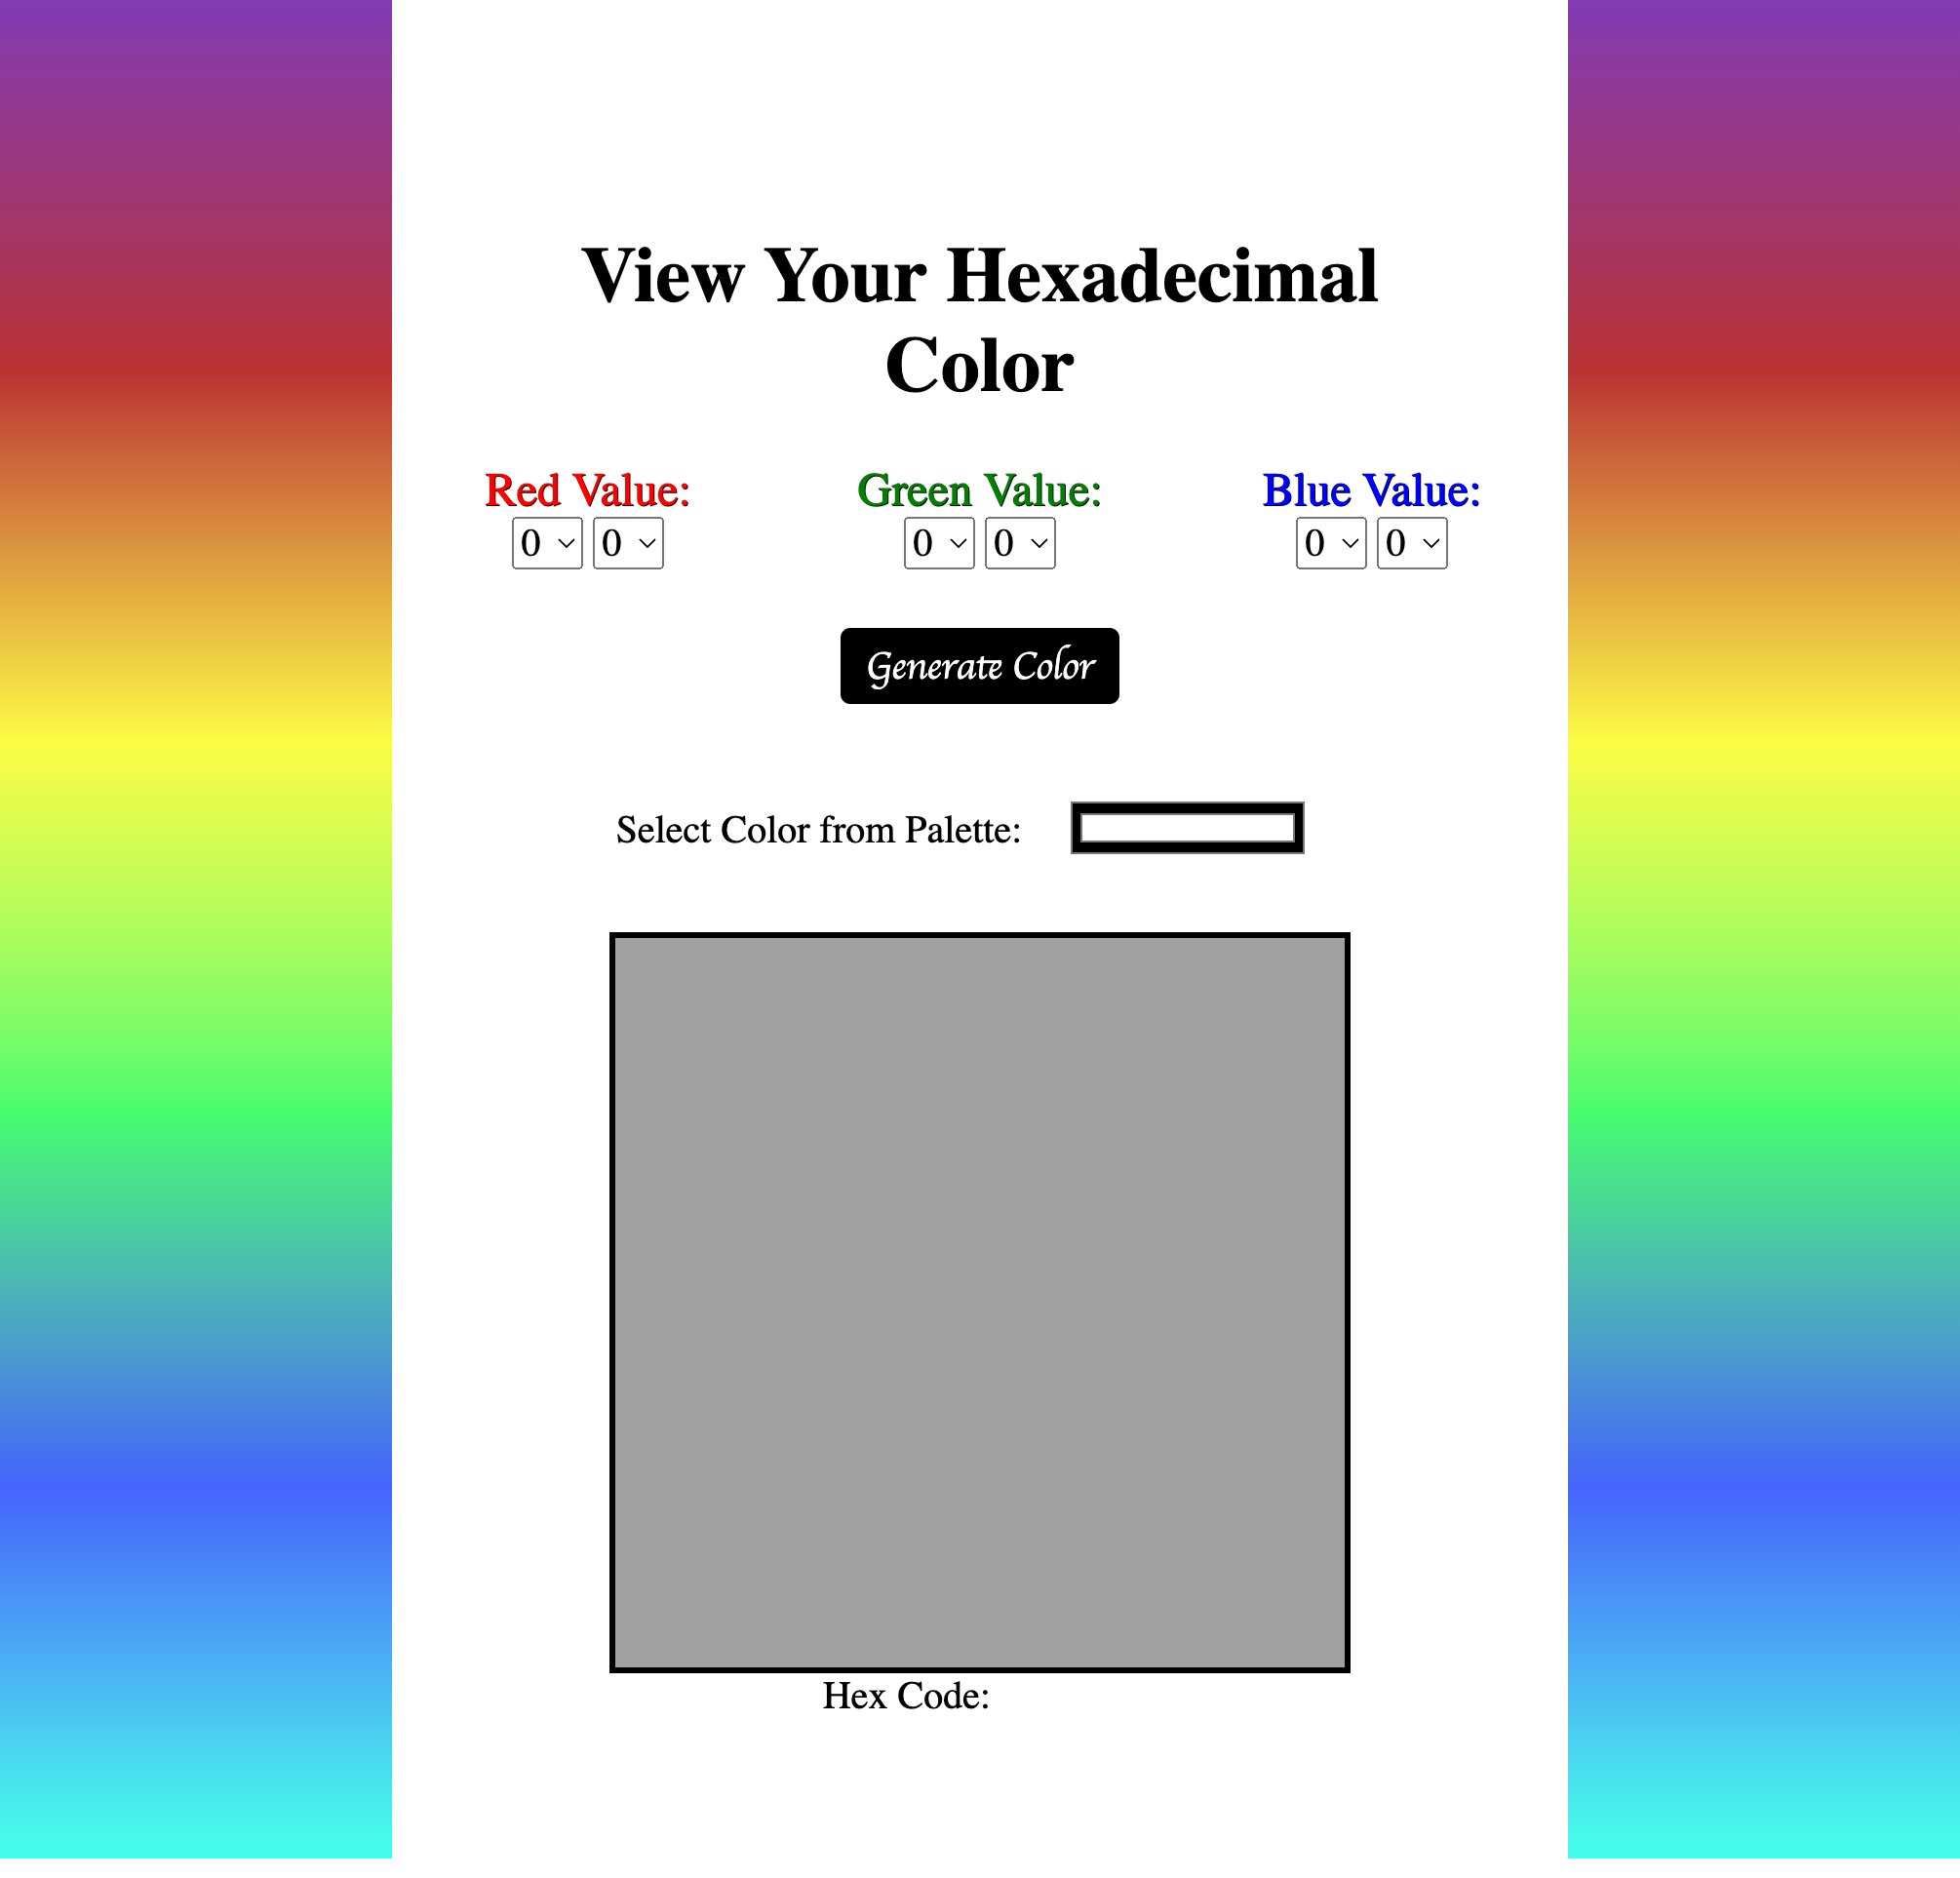 View Your Hexadecimal
Color
Red Value: Green Value: Blue Value:
0 0 0 0 0 0
Generate Color
Select Color from Palette:
Hex Code: